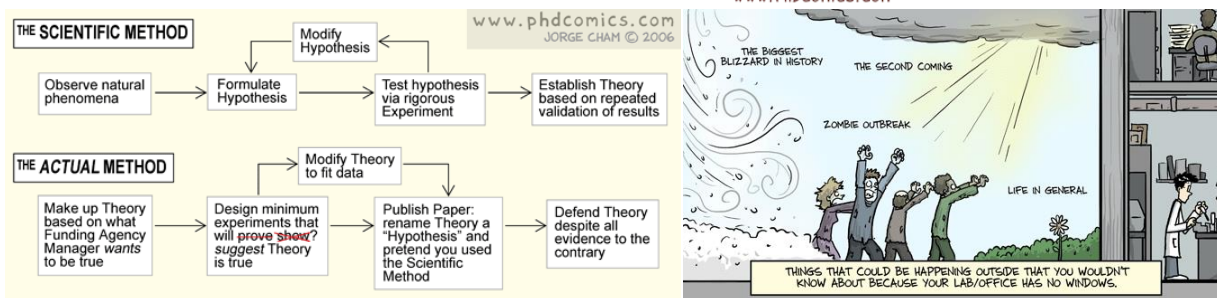 www.phdcomics.com
JORGE CHAM © 2006
THE SCIENTIFIC METHOD
Modify
Hypothesis
Observe natural
phenomena
Formulate
Hypothesis
Test hypothesis
via rigorous
Experiment
Establish Theory
based on repeated
validation of results
THE ACTUAL METHOD
Modify Theory
to fit data
Make up Theory
based on what
Funding Agency
Manager wants
to be true
Design minimum
experiments that
will prove show?
suggest Theory
is true
Publish Paper:
rename Theory a
"Hypothesis" and
pretend you used
the Scientific
Method
Defend Theory
despite all
evidence to the
contrary
THE BIGGEST
BLIZZARD IN HISTORY
THE SECOND COMING
ZOMBIE OUTBREAK
LIFE IN GENERAL
THINGS THAT COULD BE HAPPENING OUTSIDE THAT YOU WOULDN'T
KNOW ABOUT BECAUSE YOUR LAB/OFFICE HAS NO WINDOWS.